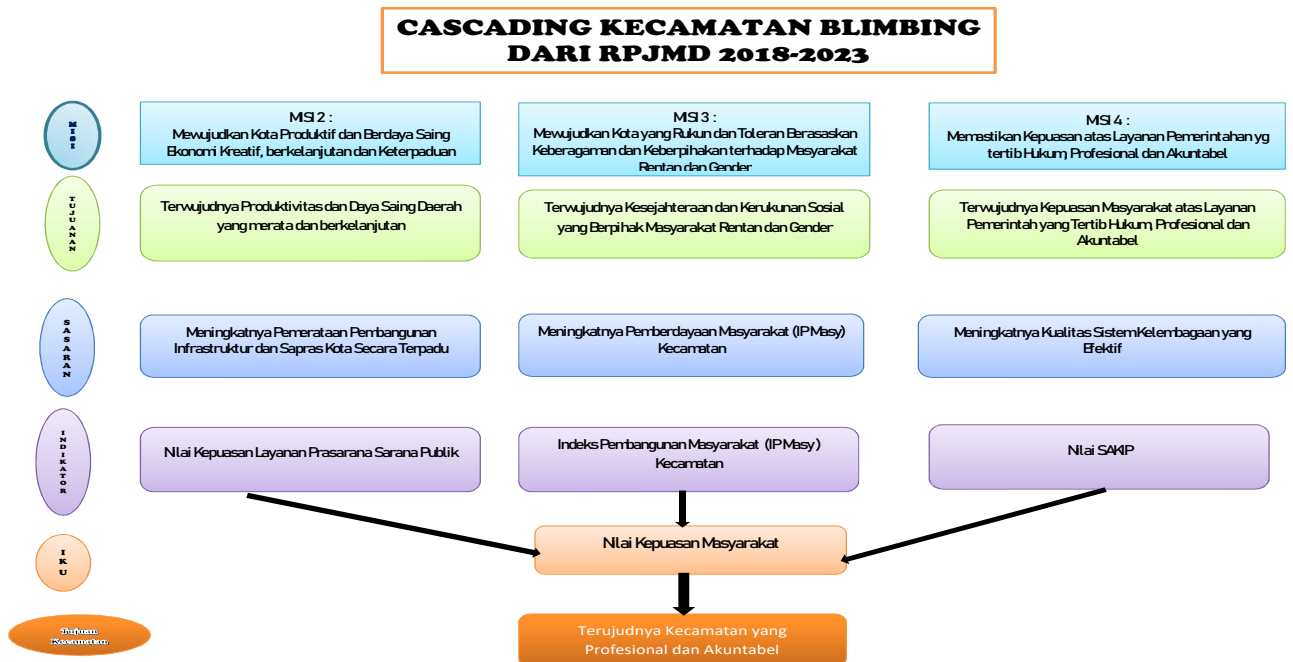 CASCADING KECAMATAN BLIMBING
DARI RPJMD 2018-2023
MISI
MISI 2 :
Mewujudkan Kota Produktif dan Berdaya Saing
Ekonomi Kreatif, berkelanjutan dan Keterpaduan
MISI 3 :
Mewujudkan Kota yang Rukun dan Toleran Berasaskan
Keberagaman dan Keberpihakan terhadap Masyarakat
Rentan dan Gender
MISI 4 :
Memastikan Kepuasan atas Layanan Pemerintahan yg
tertib Hukum, Profesional dan Akuntabel
TUJUANAN
Terwujudnya Produktivitas dan Daya Saing Daerah
yang merata dan berkelanjutan
Terwujudnya Kesejahteraan dan Kerukunan Sosial
yang Berpihak Masyarakat Rentan dan Gender
Terwujudnya Kepuasan Masyarakat atas Layanan
Pemerintah yang Tertib Hukum, Profesional dan
Akuntabel
SASARAN
Meningkatnya Pemerataan Pembangunan
Infrastruktur dan Sapras Kota Secara Terpadu
Meningkatnya Pemberdayaan Masyarakat (IPMasy)
Kecamatan
Meningkatnya Kualitas Sistem Kelembagaan yang
Efektif
INDIKATOR
Nilai Kepuasan Layanan Prasarana Sarana Publik
Indeks Pembangunan Masyarakat (IPMasy )
Kecamatan
Nilai SAKIP
IKU
Nilai Kepuasan Masyarakat
Tujuan
Kecamatan
Terujudnya Kecamatan yang
Profesional dan Akuntabel